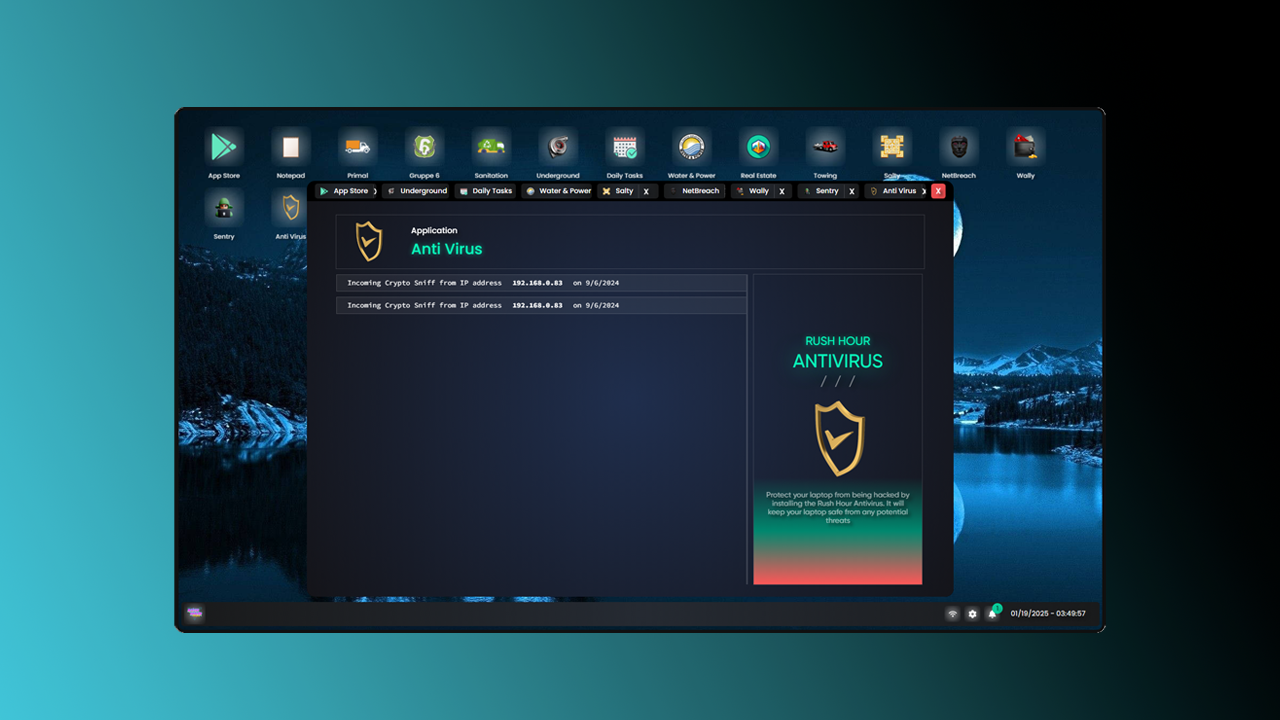 App Store
Notepad
Primal
Gruppe 6
Sanitation
Underground
Daily Tasks
Water & Power
Real Estate
Towing
Salty
NetBreach
Wally
Sentry
Anti Virus
App Store
Underground
Daily Tasks
Water & Power
Salty X
NetBreach
Wally X
Sentry X
Anti Virus
X
Application
Anti Virus
Incoming Crypto Sniff from IP address 192.168.0.83 on 9/6/2024
Incoming Crypto Sniff from IP address 192.168.0.83 on 9/6/2024
RUSH HOUR
ANTIVIRUS
/ / /
Protect your laptop from being hacked by
installing the Rush Hour Antivirus. It will
keep your laptop safe from any potential
threats
01/19/2025 - 03:49:57